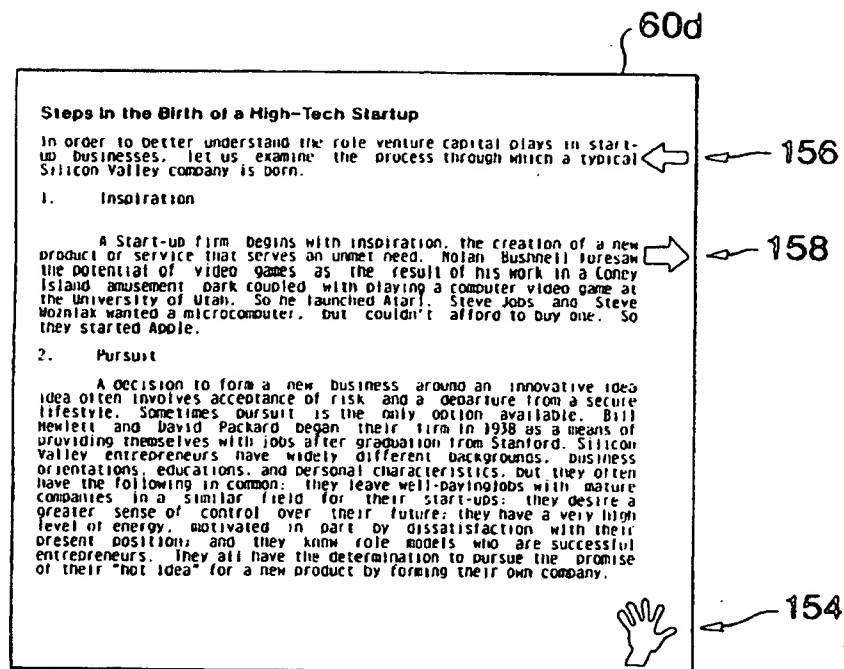 60d
Steps in the Birth of a High-Tech Startup
In order to better understand the role venture capital plays in start-
up businesses, let us examine the process through which a typical
Silicon Valley company is born.
156
1. Inspiration
A Start-up firm begins with inspiration, the creation of a new
product or service that serves an unmet need. Nolan Bushnell foresaw
158
the potential of video games as the result of his work in a Coney
Island amusement park coupled with playing a computer video game at
the University of Utah. So he launched Atari. Steve Jobs and Steve
Wozniak wanted a microcomputer, but couldn't afford to buy one. So
they started Apple.
2. Pursuit
A decision to form a new business around an innovative idea
idea often involves acceptance of risk and a departure from a secure
lifestyle. Sometimes pursuit is the only option available. Bill
Hewlett and David Packard began their firm in 1938 as a means of
providing themselves with jobs after graduation from Stanford. Silicon
Valley entrepreneurs have widely different backgrounds, business
orientations, educations, and personal characteristics, but they often
have the following in common: they leave well-payingjobs with mature
companies in a similar field for their start-ups; they desire a
greater sense of control over their future; they have a very high
level of energy, motivated in part by dissatisfaction with their
present position; and they know role models who are successful
entrepreneurs. They all have the determination to pursue the promise
of their "hot idea" for a new product by forming their own company.
154